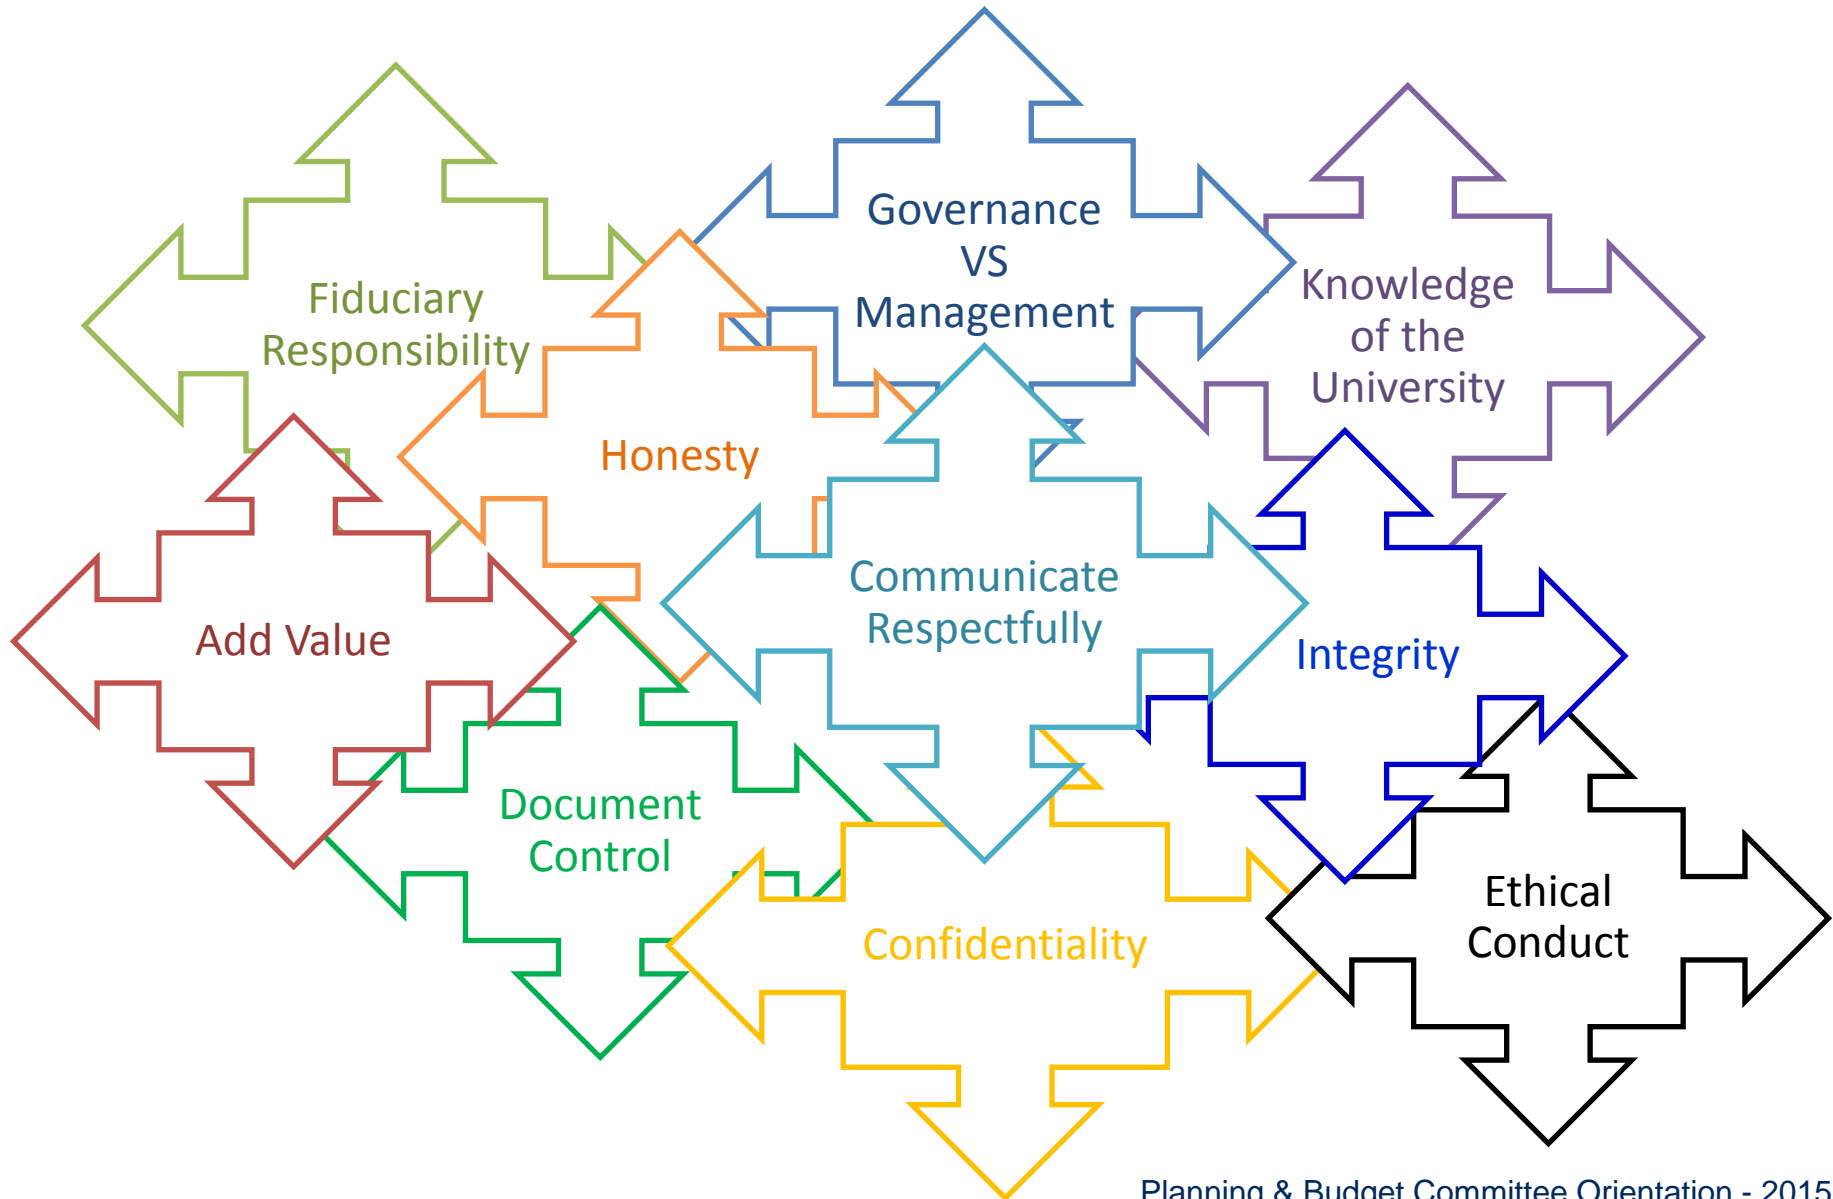 Governance
VS
Management
Fiduciary
Responsibility
Knowledge
of the
University
Honesty
Communicate
Respectfully
Add Value
Integrity
Document
Control
Confidentiality
Ethical
Conduct
Planning & Budget Committee Orientation - 2015